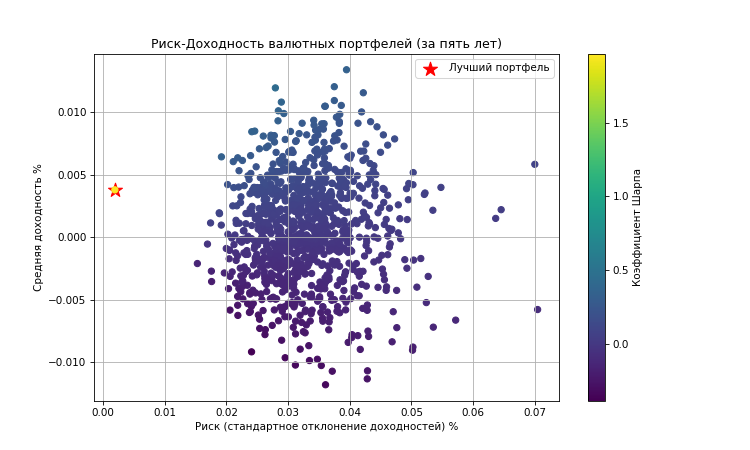 Риск-Доходность валютных портфелей (за пять лет)
Лучший портфель
Средняя доходность %
0.010
0.005
0.000
−0.005
−0.010
0.00 0.01 0.02 0.03 0.04 0.05 0.06 0.07
Риск (стандартное отклонение доходностей) %
1.5
1.0
0.5
0.0
Коэффициент Шарпа